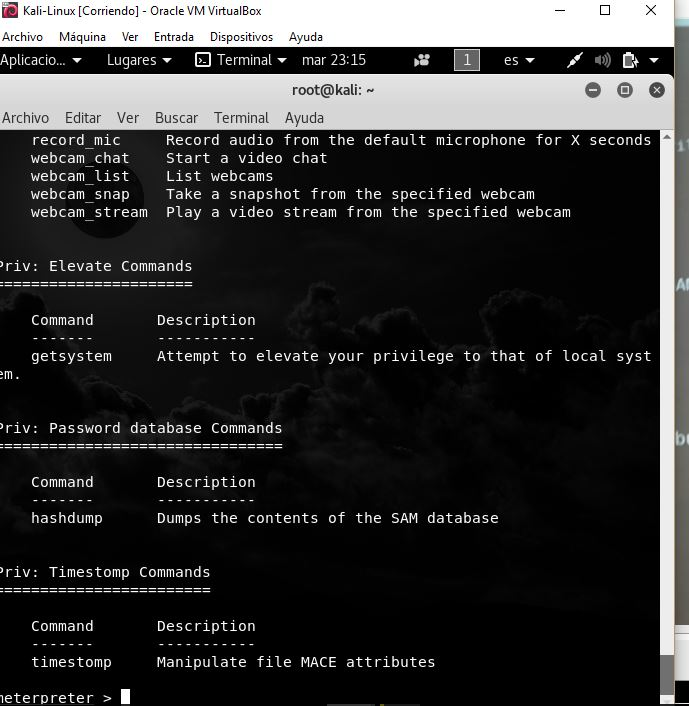 Kali-Linux [Corriendo] - Oracle VM VirtualBox
Archivo Máquina Ver Entrada Dispositivos Ayuda
Aplicacio... Lugares Terminal mar 23:15 1 es
root@kali: ~
Archivo Editar Ver Buscar Terminal Ayuda
record_mic Record audio from the default microphone for X seconds
webcam_chat Start a video chat
webcam_list List webcams
webcam_snap Take a snapshot from the specified webcam
webcam_stream Play a video stream from the specified webcam
Priv: Elevate Commands
======================
Command Description
------- -----------
getsystem Attempt to elevate your privilege to that of local syst
em.
Priv: Password database Commands
================================
Command Description
------- -----------
hashdump Dumps the contents of the SAM database
Priv: Timestomp Commands
========================
Command Description
------- -----------
timestomp Manipulate file MACE attributes
meterpreter >